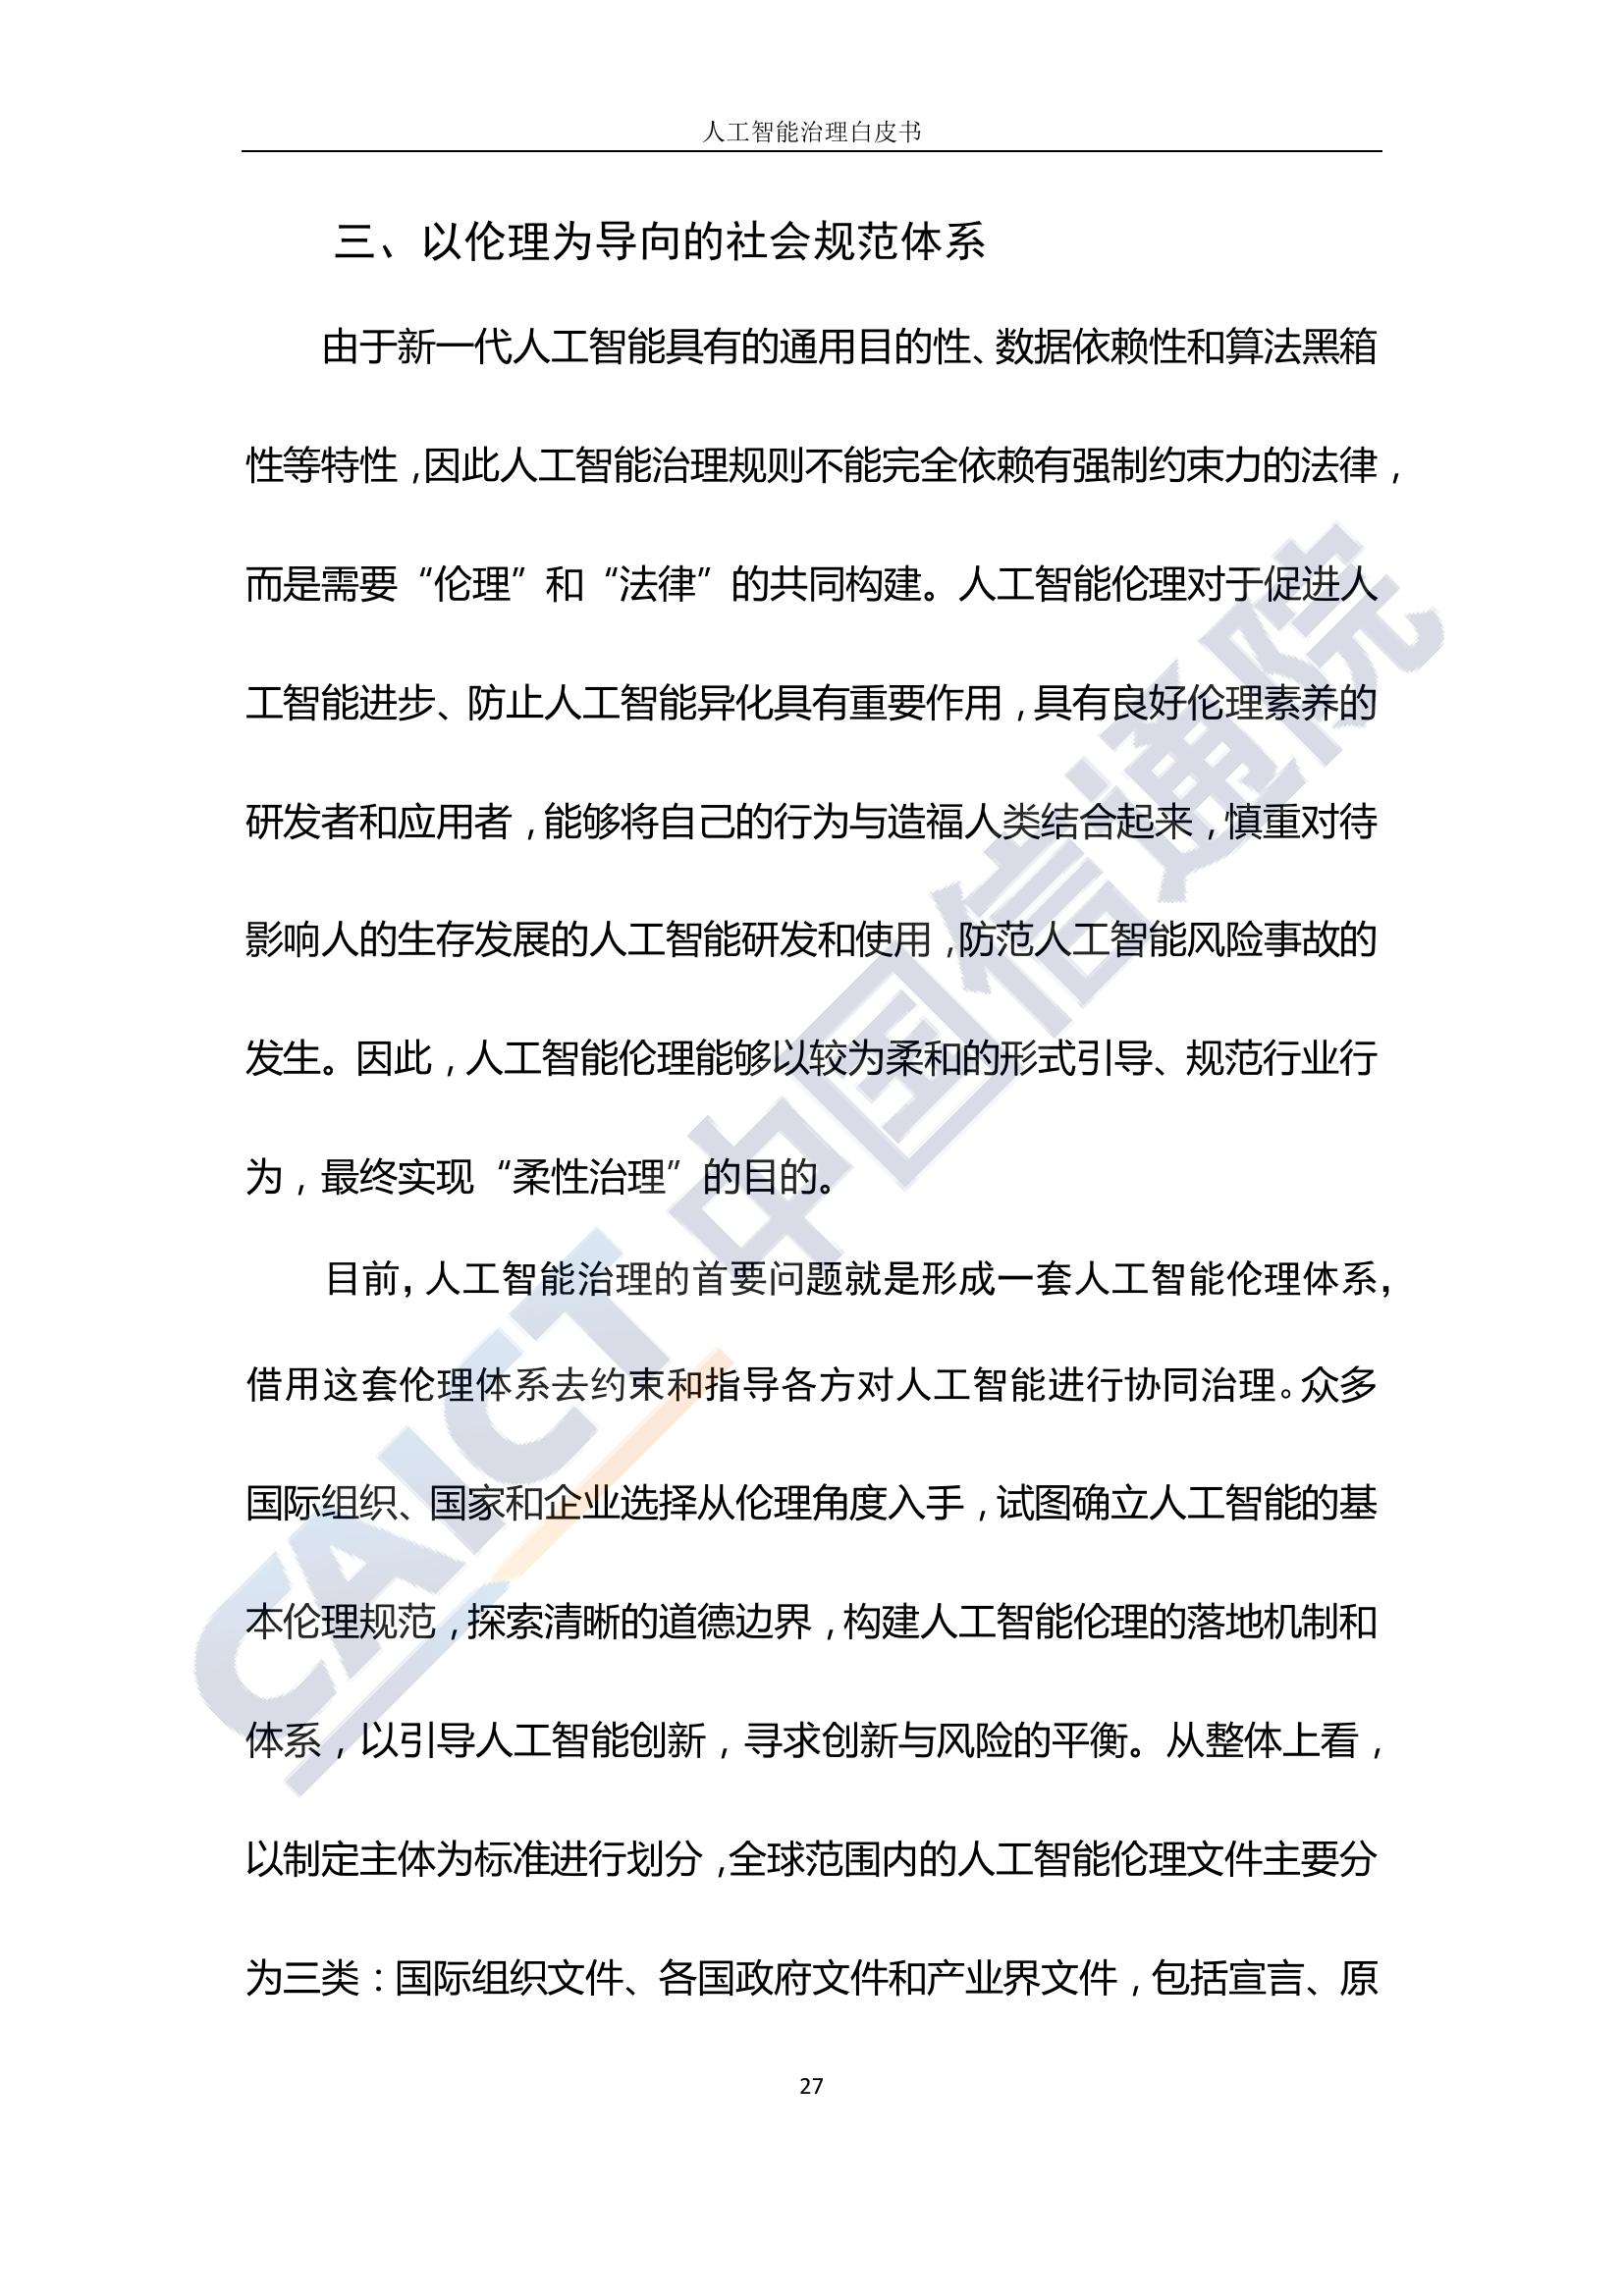 人工智能治理白皮书
三、以伦理为导向的社会规范体系
由于新一代人工智能具有的通用目的性、数据依赖性和算法黑箱
性等特性，因此人工智能治理规则不能完全依赖有强制约束力的法律，
而是需要“伦理”和“法律”的共同构建。人工智能伦理对于促进人
工智能进步、防止人工智能异化具有重要作用，具有良好伦理素养的
研发者和应用者，能够将自己的行为与造福人类结合起来，慎重对待
影响人的生存发展的人工智能研发和使用，防范人工智能风险事故的
发生。因此，人工智能伦理能够以较为柔和的形式引导、规范行业行
为，最终实现“柔性治理”的目的。
目前，人工智能治理的首要问题就是形成一套人工智能伦理体系，
借用这套伦理体系去约束和指导各方对人工智能进行协同治理。众多
国际组织、国家和企业选择从伦理角度入手，试图确立人工智能的基
本伦理规范，探索清晰的道德边界，构建人工智能伦理的落地机制和
体系，以引导人工智能创新，寻求创新与风险的平衡。从整体上看，
以制定主体为标准进行划分，全球范围内的人工智能伦理文件主要分
为三类：国际组织文件、各国政府文件和产业界文件，包括宣言、原
27
CAICT 中国信通院